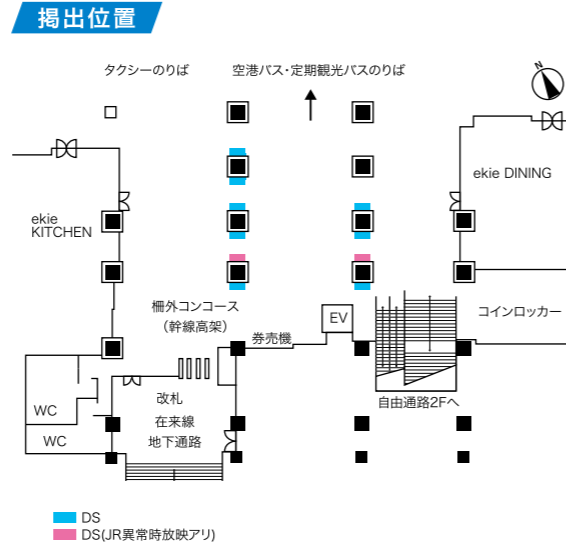 掲出位置
タクシーのりば
空港バス・定期観光バスのりば
N
ekie DINING
ekie
KITCHEN
柵外コンコース
（幹線高架）
コインロッカー
EV
券売機
改札
自由通路2Fへ
WC
在来線
地下通路
WC
DS
DS(JR異常時放映アリ)